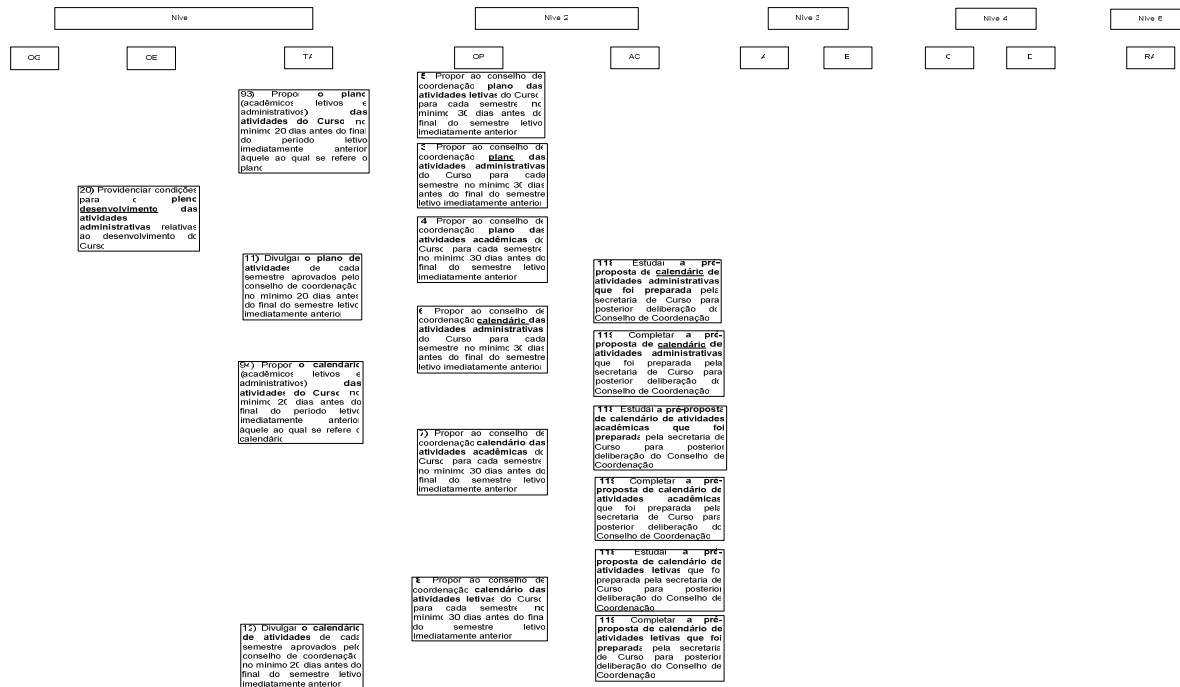 Nive
Nive 2
Nive 3
Nive 4
Nive
OG
OE
TA
OP
AC
A
E
C
D
RA
93) Propor o plano
(acadêmicos letivos e
administrativos) das
atividades do Curso no
mínimo 20 dias antes do final
do período letivo
imediatamente anterior
àquele ao qual se refere o
plano
20) Providenciar condições
para o pleno
desenvolvimento das
atividades
administrativas relativas
ao desenvolvimento do
Curso
11) Divulgar o plano de
atividades de cada
semestre aprovados pelo
conselho de coordenação
no mínimo 20 dias antes
do final do semestre letivo
imediatamente anterior
94) Propor o calendário
(acadêmicos letivos e
administrativos) das
atividades do Curso no
mínimo 20 dias antes do
final do período letivo
imediatamente anterior
àquele ao qual se refere o
calendário
12) Divulgar o calendário
de atividades de cada
semestre aprovados pelo
conselho de coordenação
no mínimo 20 dias antes do
final do semestre letivo
imediatamente anterior
5 Propor ao conselho de
coordenação plano das
atividades letivas do Curso
para cada semestre no
mínimo 30 dias antes do
final do semestre letivo
imediatamente anterior
3 Propor ao conselho de
coordenação plano das
atividades administrativas
do Curso para cada
semestre no mínimo 30 dias
antes do final do semestre
letivo imediatamente anterior
4 Propor ao conselho de
coordenação plano das
atividades acadêmicas do
Curso para cada semestre
no mínimo 30 dias antes do
final do semestre letivo
imediatamente anterior
6 Propor ao conselho de
coordenação calendário das
atividades administrativas
do Curso para cada
semestre no mínimo 30 dias
antes do final do semestre
letivo imediatamente anterior
7) Propor ao conselho de
coordenação calendário das
atividades acadêmicas do
Curso para cada semestre
no mínimo 30 dias antes do
final do semestre letivo
imediatamente anterior
8 Propor ao conselho de
coordenação calendário das
atividades letivas do Curso
para cada semestre no
mínimo 30 dias antes do fina
do semestre letivo
imediatamente anterior
118 Estudar a pré-
proposta de calendário de
atividades administrativas
que foi preparada pela
secretaria de Curso para
posterior deliberação do
Conselho de Coordenação
119 Completar a pré-
proposta de calendário de
atividades administrativas
que foi preparada pela
secretaria de Curso para
posterior deliberação do
Conselho de Coordenação
118 Estudar a pré-proposta
de calendário de atividades
acadêmicas que foi
preparada pela secretaria de
Curso para posterior
deliberação do Conselho de
Coordenação
119 Completar a pré-
proposta de calendário de
atividades acadêmicas
que foi preparada pela
secretaria de Curso para
posterior deliberação do
Conselho de Coordenação
118 Estudar a pré-
proposta de calendário de
atividades letivas que foi
preparada pela secretaria de
Curso para posterior
deliberação do Conselho de
Coordenação
119 Completar a pré-
proposta de calendário de
atividades letivas que foi
preparada pela secretaria
de Curso para posterior
deliberação do Conselho de
Coordenação